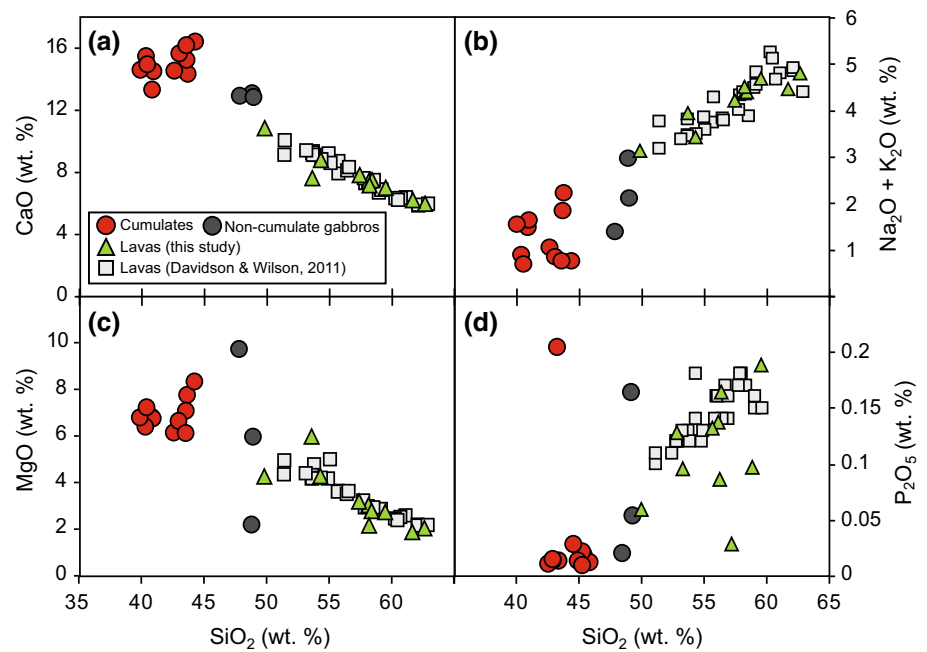 (a)
(b)
16
12
8
4
0
CaO (wt. %)
6
5
4
3
2
1
Na₂O + K₂O (wt. %)
Cumulates
Non-cumulate gabbros
Lavas (this study)
Lavas (Davidson & Wilson, 2011)
(c)
(d)
10
8
6
4
2
0
MgO (wt. %)
0.2
0.15
0.1
0.05
0
P₂O₅ (wt. %)
35 40 45 50 55 60
40 45 50 55 60 65
SiO₂ (wt. %)
SiO₂ (wt. %)